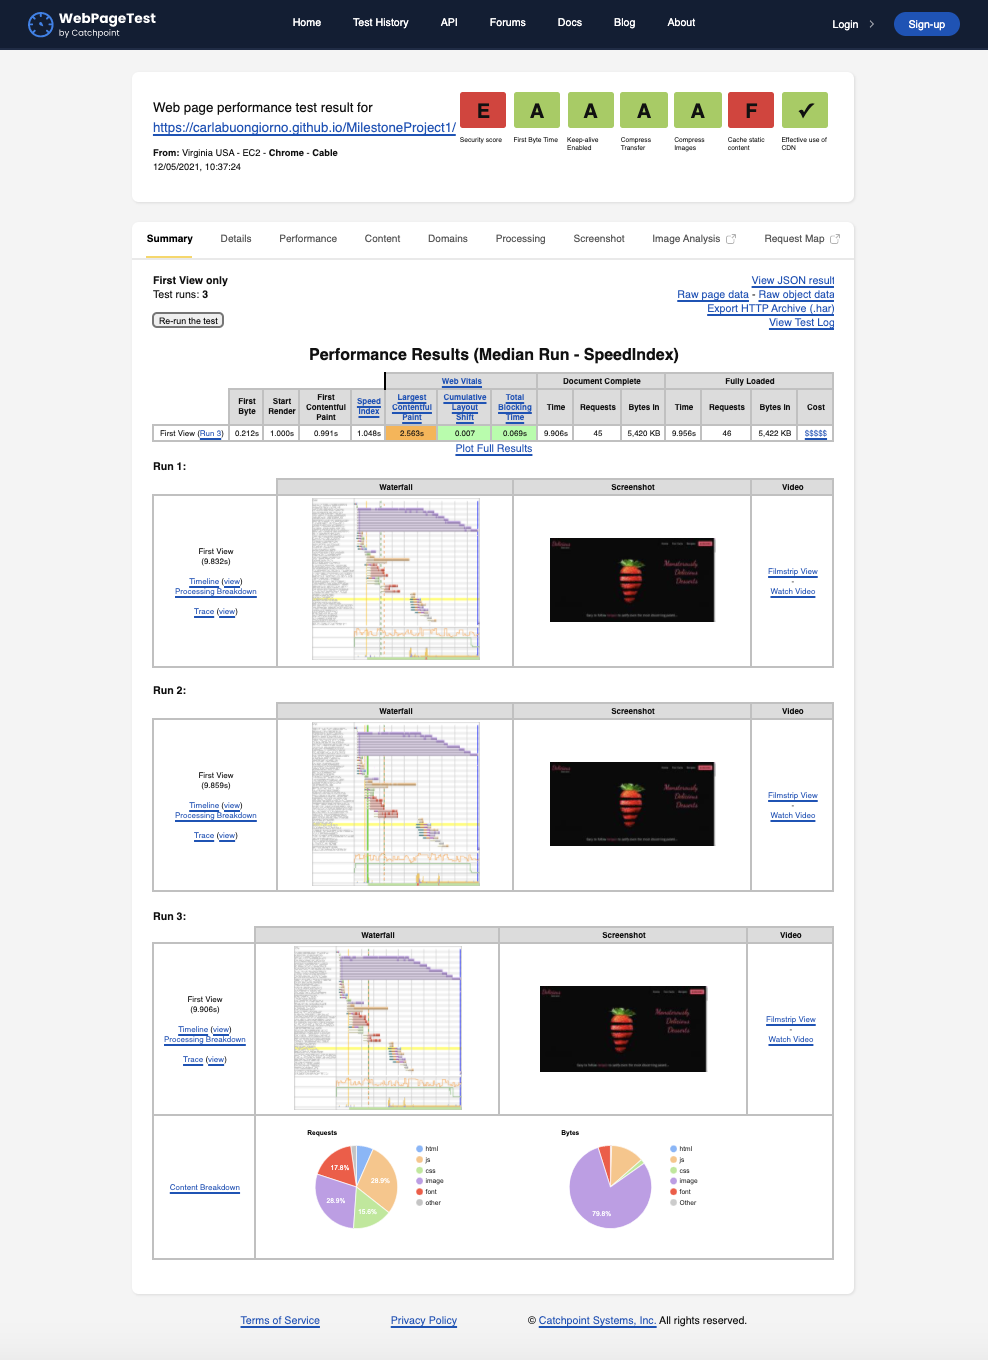 WebPageTest
by Catchpoint
Home Test History API Forums Docs Blog About
Login Sign-up
Web page performance test result for
https://carlabuongiorno.github.io/MilestoneProject1/
From: Virginia USA - EC2 - Chrome - Cable
12/05/2021, 10:37:24
E A A A A F ✓
Security score First Byte Time Keep-alive Enabled Compress Transfer Compress Images Cache static content Effective use of CDN
Summary Details Performance Content Domains Processing Screenshot Image Analysis Request Map
First View only
Test runs: 3
Re-run the test
View JSON result
Raw page data - Raw object data
Export HTTP Archive (.har)
View Test Log
Performance Results (Median Run - SpeedIndex)
Web Vitals Document Complete Fully Loaded
First Byte Start Render First Contentful Paint Speed Index Largest Contentful Paint Cumulative Layout Shift Total Blocking Time Time Requests Bytes In Time Requests Bytes In Cost
First View (Run 3) 0.212s 1.000s 0.991s 1.048s 2.563s 0.007 0.069s 9.906s 45 5,420 KB 9.956s 46 5,422 KB $$$$$
Plot Full Results
Run 1:
Waterfall Screenshot Video
First View
(9.832s)
Timeline (view)
Processing Breakdown
Trace (view)
Delicious
Monstrously
Delicious
Desserts
Filmstrip View
-
Watch Video
Run 2:
Waterfall Screenshot Video
First View
(9.859s)
Timeline (view)
Processing Breakdown
Trace (view)
Delicious
Monstrously
Delicious
Desserts
Filmstrip View
-
Watch Video
Run 3:
Waterfall Screenshot Video
First View
(9.906s)
Timeline (view)
Processing Breakdown
Trace (view)
Delicious
Monstrously
Delicious
Desserts
Filmstrip View
-
Watch Video
Content Breakdown
Requests
17.8%
28.9%
28.9%
15.6%
html
js
css
image
font
other
Bytes
79.8%
html
js
css
image
font
Other
Terms of Service Privacy Policy © Catchpoint Systems, Inc. All rights reserved.